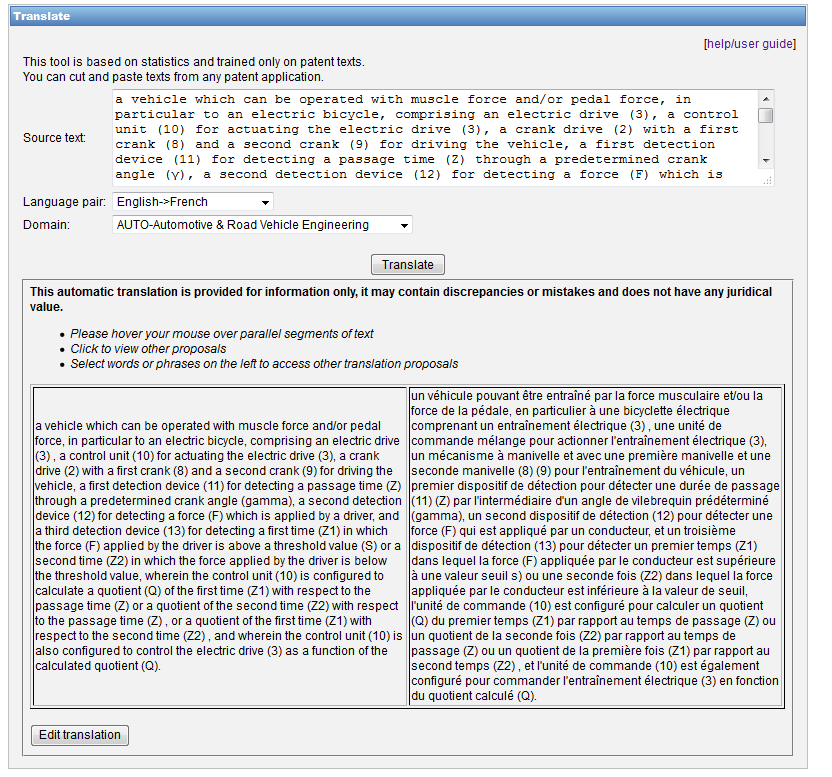 Translate
[help/user guide]
This tool is based on statistics and trained only on patent texts.
You can cut and paste texts from any patent application.
Source text:
a vehicle which can be operated with muscle force and/or pedal force, in
particular to an electric bicycle, comprising an electric drive (3), a control
unit (10) for actuating the electric drive (3), a crank drive (2) with a first
crank (8) and a second crank (9) for driving the vehicle, a first detection
device (11) for detecting a passage time (Z) through a predetermined crank
angle (γ), a second detection device (12) for detecting a force (F) which is
Language pair: English->French
Domain: AUTO-Automotive & Road Vehicle Engineering
Translate
This automatic translation is provided for information only, it may contain discrepancies or mistakes and does not have any juridical
value.
• Please hover your mouse over parallel segments of text
• Click to view other proposals
• Select words or phrases on the left to access other translation proposals
a vehicle which can be operated with muscle force and/or pedal
force, in particular to an electric bicycle, comprising an electric drive
(3) , a control unit (10) for actuating the electric drive (3), a crank
drive (2) with a first crank (8) and a second crank (9) for driving the
vehicle, a first detection device (11) for detecting a passage time (Z)
through a predetermined crank angle (gamma), a second detection
device (12) for detecting a force (F) which is applied by a driver, and
a third detection device (13) for detecting a first time (Z1) in which
the force (F) applied by the driver is above a threshold value (S) or a
second time (Z2) in which the force applied by the driver is below
the threshold value, wherein the control unit (10) is configured to
calculate a quotient (Q) of the first time (Z1) with respect to the
passage time (Z) or a quotient of the second time (Z2) with respect
to the passage time (Z) , or a quotient of the first time (Z1) with
respect to the second time (Z2) , and wherein the control unit (10) is
also configured to control the electric drive (3) as a function of the
calculated quotient (Q).
un véhicule pouvant être entraîné par la force musculaire et/ou la
force de la pédale, en particulier à une bicyclette électrique
comprenant un entraînement électrique (3) , une unité de
commande mélange pour actionner l'entraînement électrique (3),
un mécanisme à manivelle et avec une première manivelle et une
seconde manivelle (8) (9) pour l'entraînement du véhicule, un
premier dispositif de détection pour détecter une durée de passage
(11) (Z) par l'intermédiaire d'un angle de vilebrequin prédéterminé
(gamma), un second dispositif de détection (12) pour détecter une
force (F) qui est appliqué par un conducteur, et un troisième
dispositif de détection (13) pour détecter un premier temps (Z1)
dans lequel la force (F) appliquée par le conducteur est supérieure
à une valeur seuil s) ou une seconde fois (Z2) dans lequel la force
appliquée par le conducteur est inférieure à la valeur de seuil,
l'unité de commande (10) est configuré pour calculer un quotient
(Q) du premier temps (Z1) par rapport au temps de passage (Z) ou
un quotient de la seconde fois (Z2) par rapport au temps de
passage (Z) ou un quotient de la première fois (Z1) par rapport au
second temps (Z2) , et l'unité de commande (10) est également
configuré pour commander l'entraînement électrique (3) en fonction
du quotient calculé (Q).
Edit translation